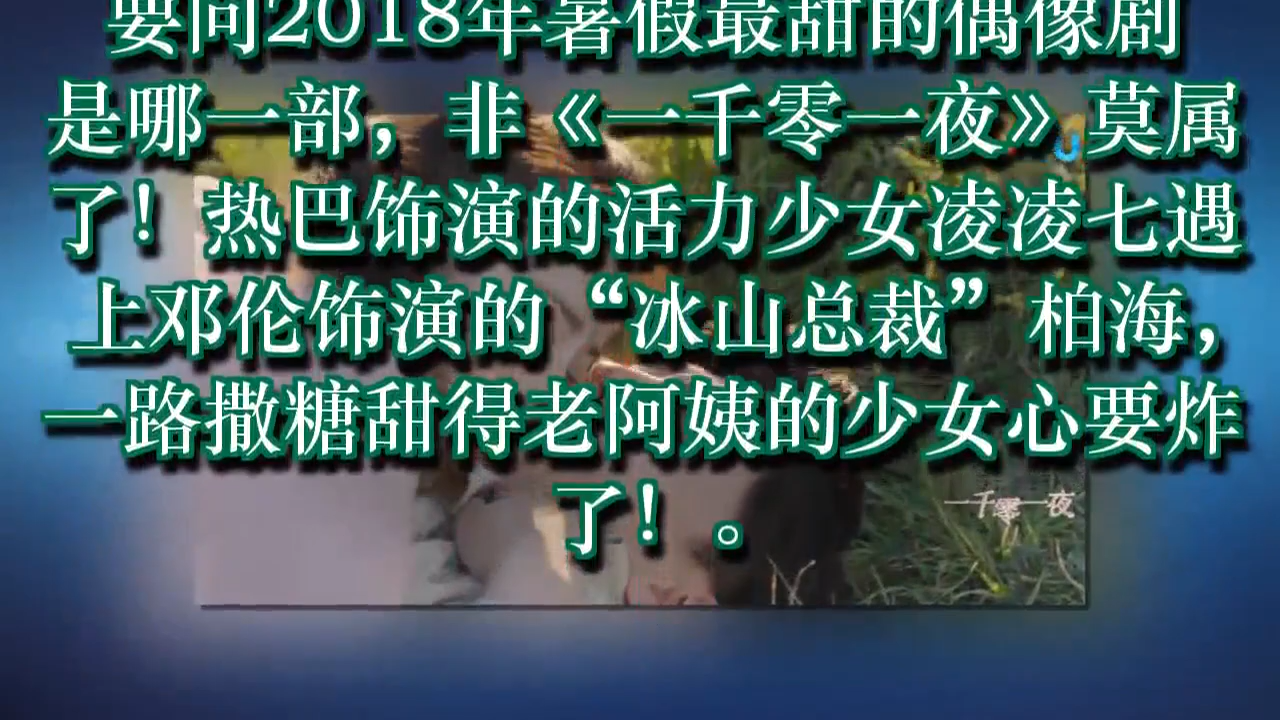 要问2018年暑假最甜的偶像剧
是哪一部，非《一千零一夜》莫属
了！热巴饰演的活力少女凌凌七遇
上邓伦饰演的“冰山总裁”柏海，
一路撒糖甜得老阿姨的少女心要炸
了！。
一千零一夜